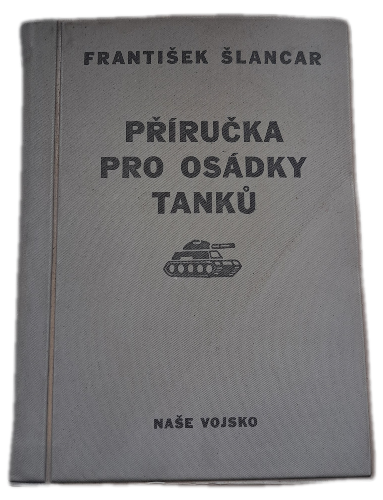 FRANTIŠEK ŠLANCAR
PŘÍRUČKA
PRO OSÁDKY
TANKŮ
NAŠE VOJSKO